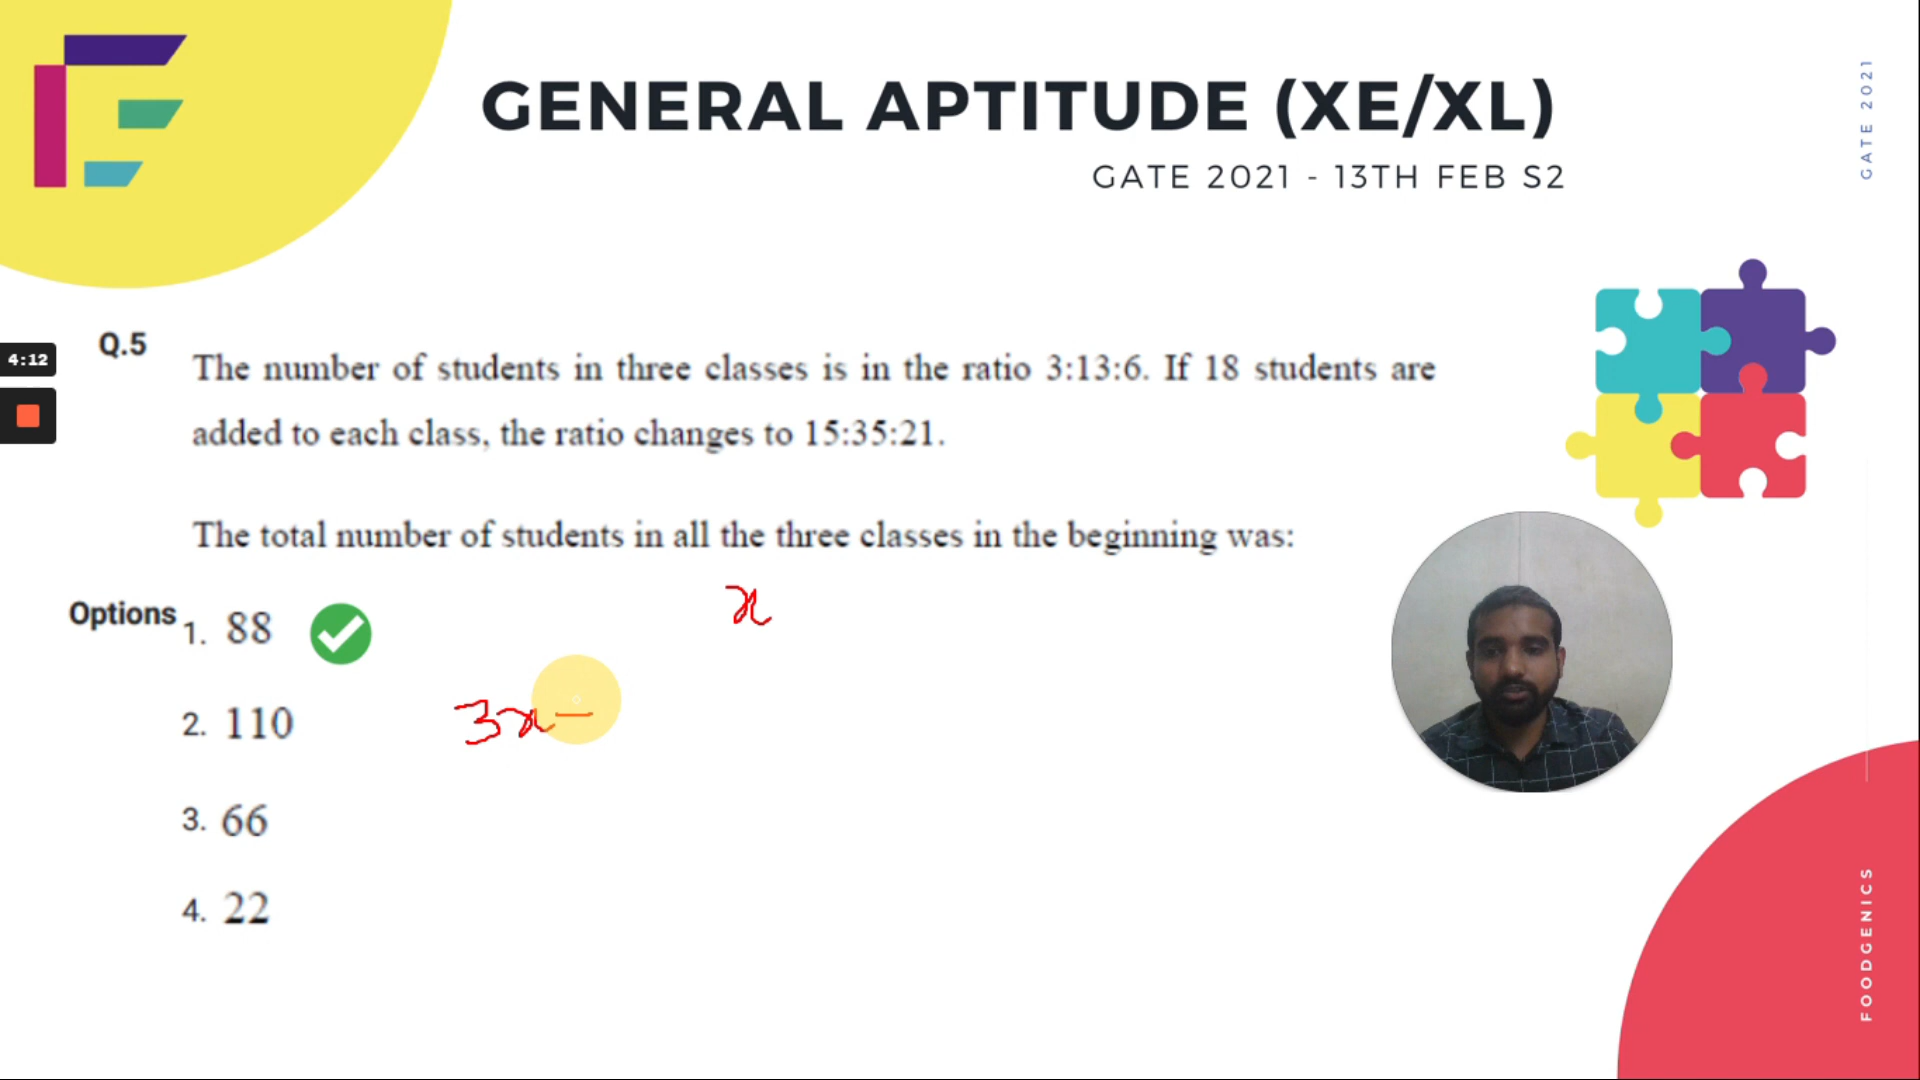 GENERAL APTITUDE (XE/XL)
GATE 2021 - 13TH FEB S2
GATE 2021
4:12
Q.5
The number of students in three classes is in the ratio 3:13:6. If 18 students are
added to each class, the ratio changes to 15:35:21.
The total number of students in all the three classes in the beginning was:
x
Options
1. 88
3x -
2. 110
3. 66
4. 22
FOODGENICS